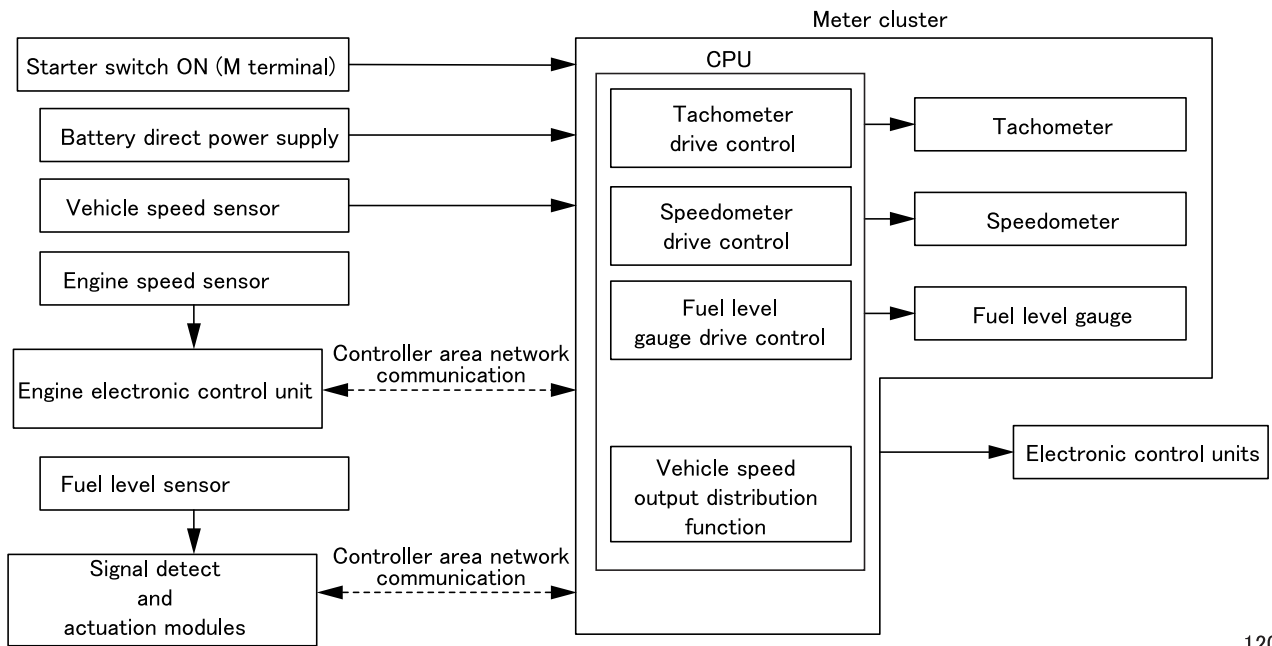 Meter cluster
Starter switch ON (M terminal)
Battery direct power supply
Vehicle speed sensor
Engine speed sensor
Engine electronic control unit
Controller area network
communication
Fuel level sensor
Signal detect
and
actuation modules
Controller area network
communication
CPU
Tachometer
drive control
Speedometer
drive control
Fuel level
gauge drive control
Vehicle speed
output distribution
function
Tachometer
Speedometer
Fuel level gauge
Electronic control units